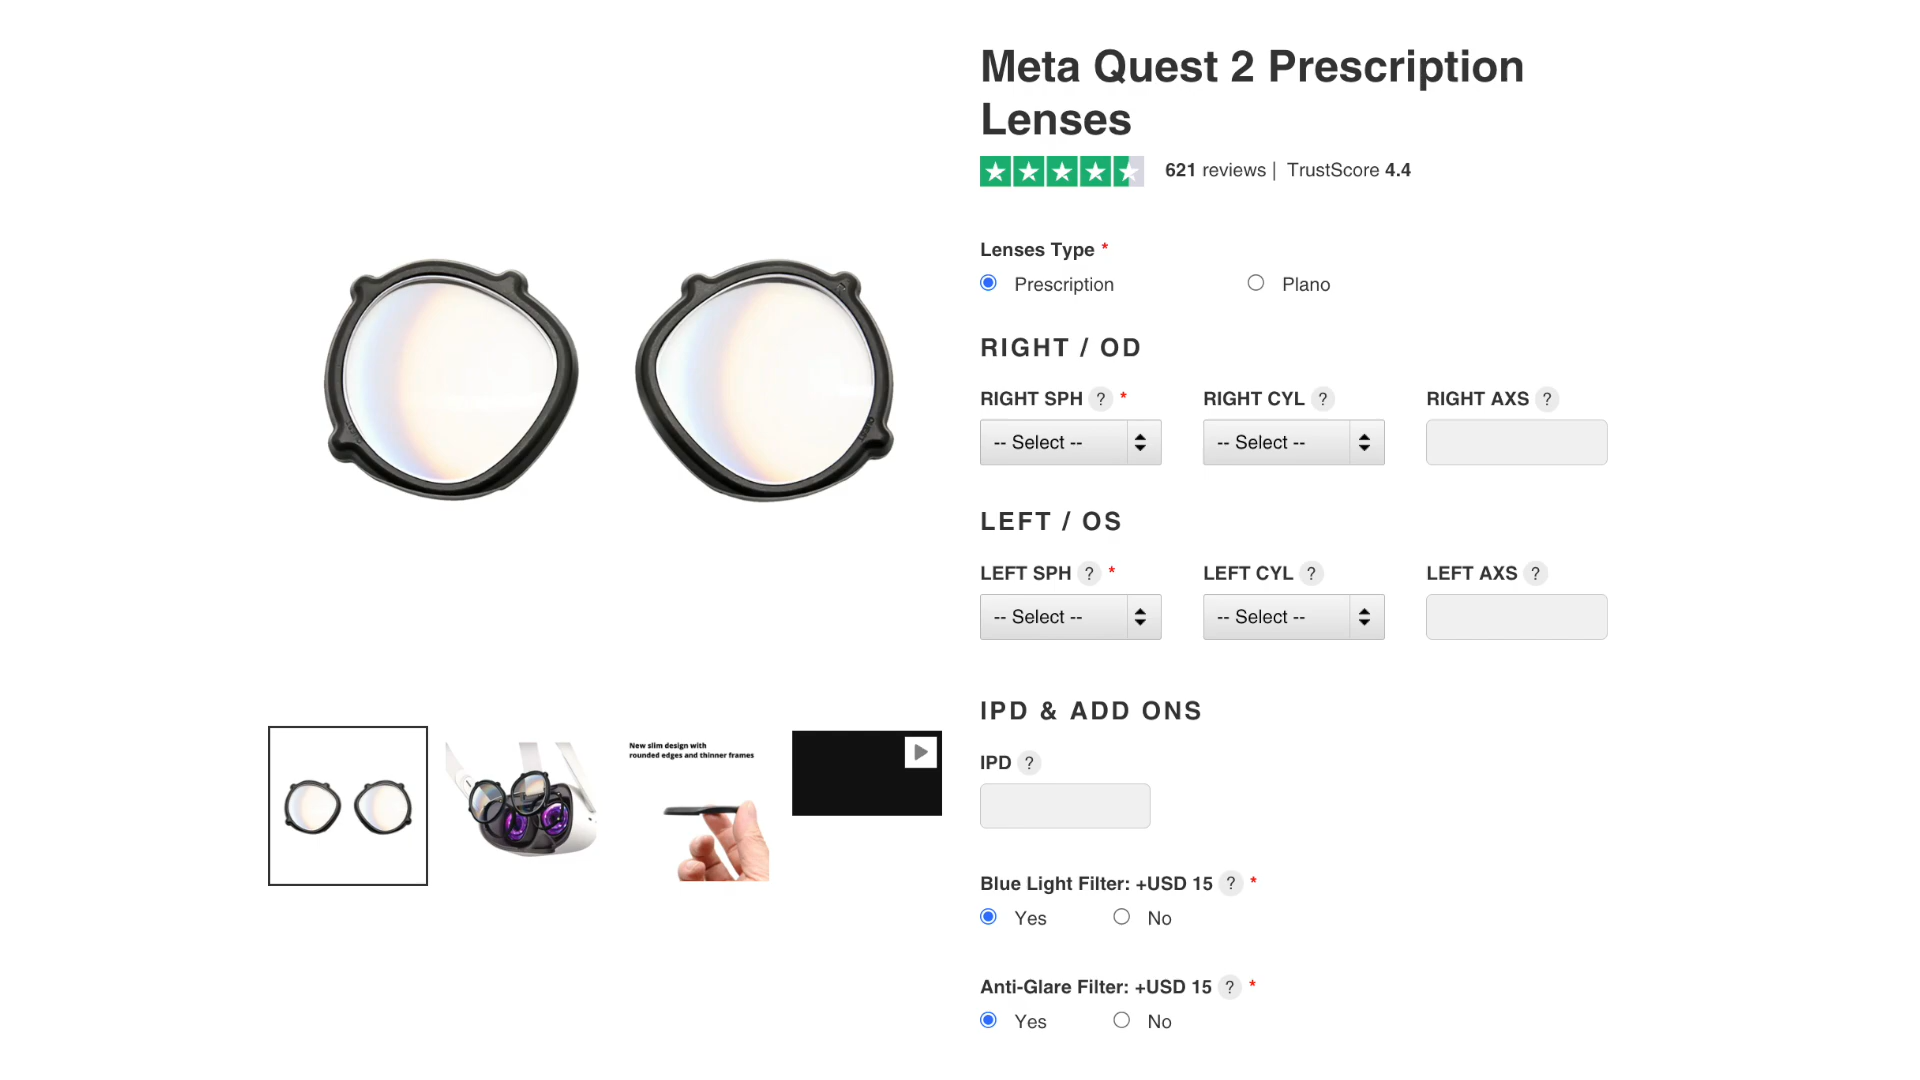 Meta Quest 2 Prescription
Lenses
621 reviews | TrustScore 4.4
Lenses Type *
Prescription Plano
RIGHT / OD
RIGHT SPH ? * RIGHT CYL ? RIGHT AXS ?
-- Select -- -- Select --
LEFT / OS
LEFT SPH ? * LEFT CYL ? LEFT AXS ?
-- Select -- -- Select --
IPD & ADD ONS
IPD ?
Blue Light Filter: +USD 15 ? *
Yes No
Anti-Glare Filter: +USD 15 ? *
Yes No
New slim design with
rounded edges and thinner frames